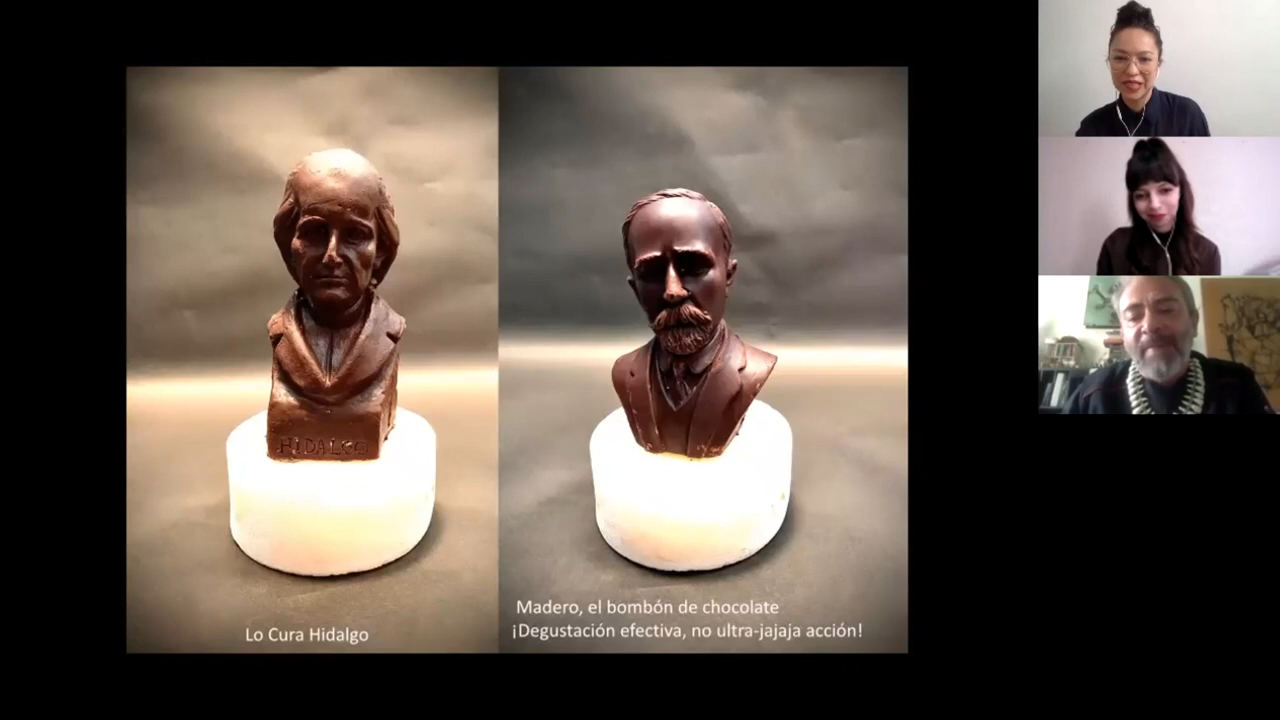 HIDALGO
Lo Cura Hidalgo
Madero, el bombón de chocolate
¡Degustación efectiva, no ultra-jajaja acción!